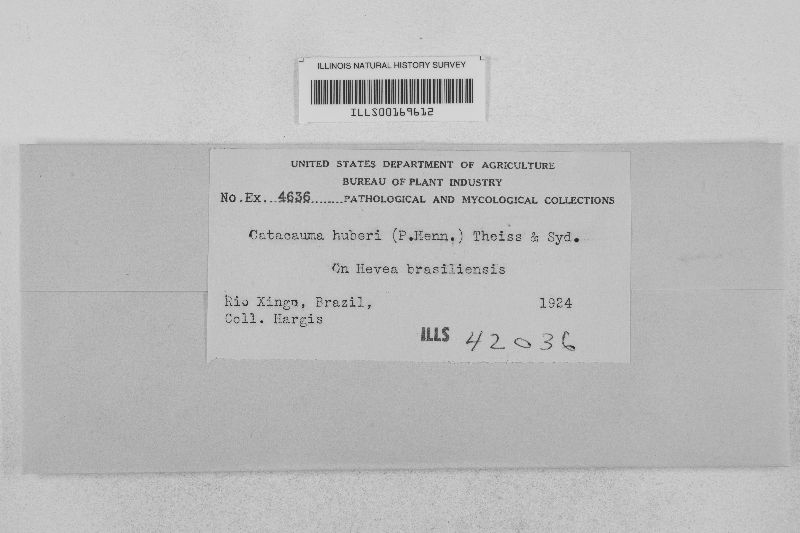 ILLINOIS NATURAL HISTORY SURVEY
ILLS00169612
UNITED STATES DEPARTMENT OF AGRICULTURE
BUREAU OF PLANT INDUSTRY
No. Ex. 4636 ........ PATHOLOGICAL AND MYCOLOGICAL COLLECTIONS
Catacauma huberi (P.Henn.) Theiss & Syd.
On Hevea brasiliensis
Rio Xingu, Brazil, 1924
Coll. Hargis
ILLS 42036